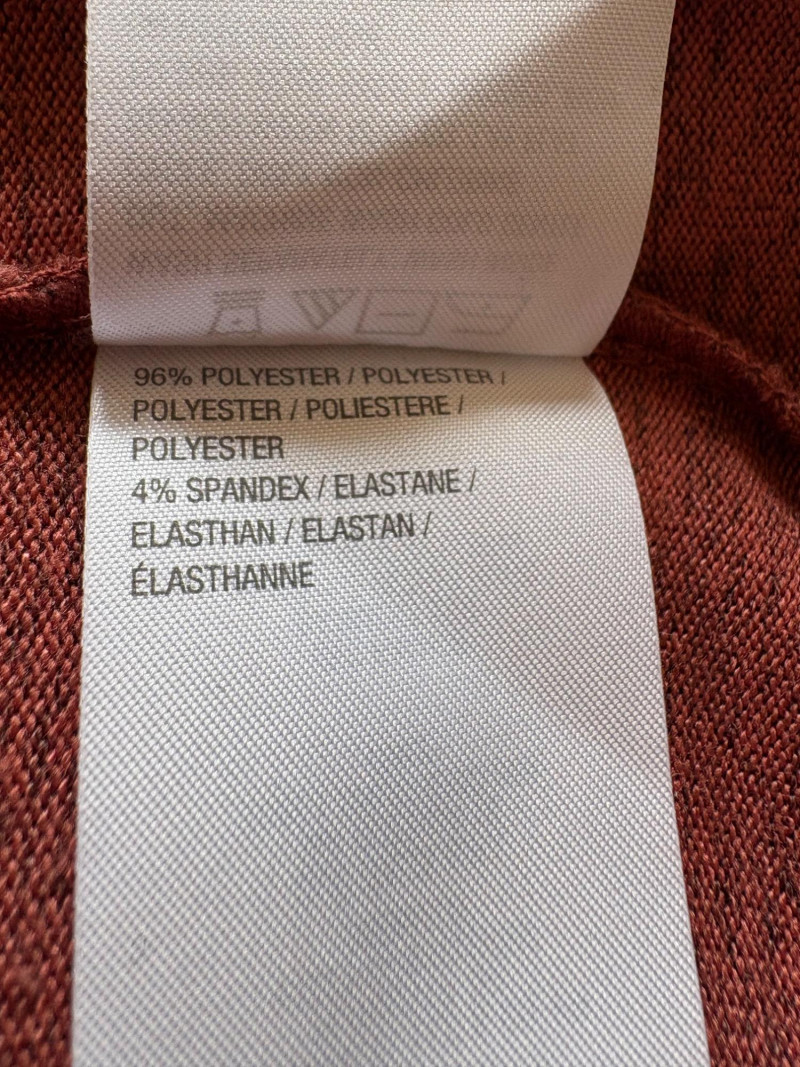 96% POLYESTER / POLYESTER /
POLYESTER / POLIESTERE /
POLYESTER
4% SPANDEX / ELASTANE /
ELASTHAN / ELASTAN /
ÉLASTHANNE